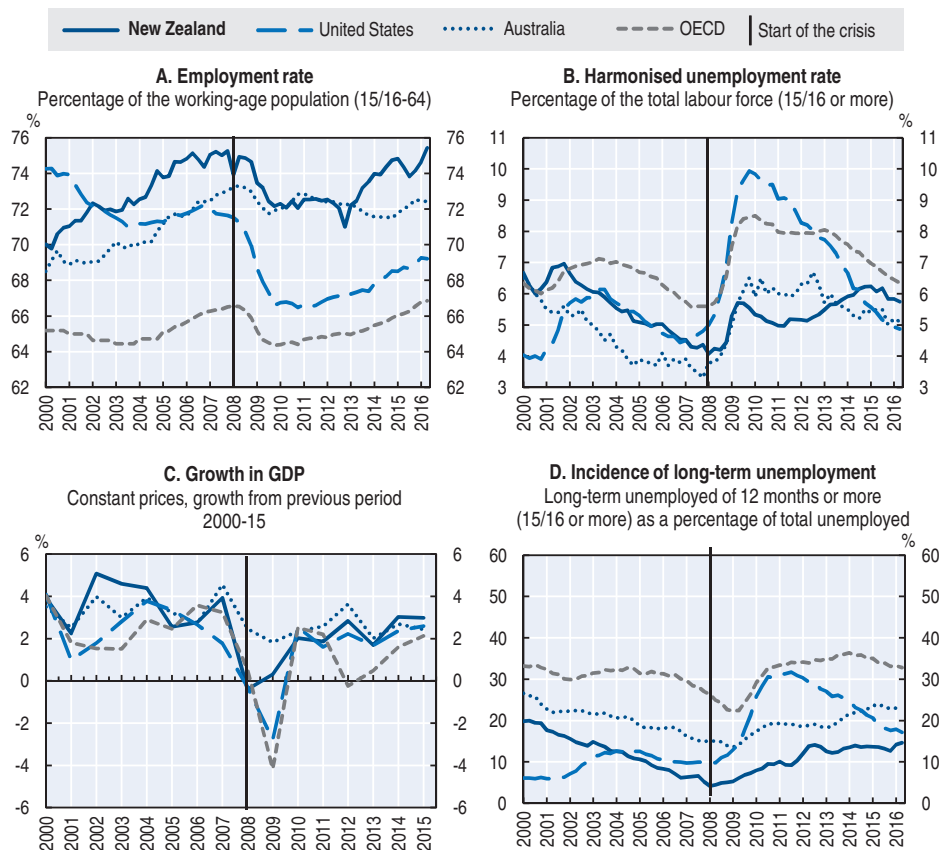 New Zealand United States Australia OECD Start of the crisis
A. Employment rate
Percentage of the working-age population (15/16-64)
%
76 76
74 74
72 72
70 70
68 68
66 66
64 64
62 62
2000 2001 2002 2003 2004 2005 2006 2007 2008 2009 2010 2011 2012 2013 2014 2015 2016
B. Harmonised unemployment rate
Percentage of the total labour force (15/16 or more)
%
11 11
10 10
9 9
8 8
7 7
6 6
5 5
4 4
3 3
2000 2001 2002 2003 2004 2005 2006 2007 2008 2009 2010 2011 2012 2013 2014 2015 2016
C. Growth in GDP
Constant prices, growth from previous period
2000-15
%
6 6
4 4
2 2
0 0
-2 -2
-4 -4
-6 -6
2000 2001 2002 2003 2004 2005 2006 2007 2008 2009 2010 2011 2012 2013 2014 2015
D. Incidence of long-term unemployment
Long-term unemployed of 12 months or more
(15/16 or more) as a percentage of total unemployed
%
60 60
50 50
40 40
30 30
20 20
10 10
0 0
2000 2001 2002 2003 2004 2005 2006 2007 2008 2009 2010 2011 2012 2013 2014 2015 2016